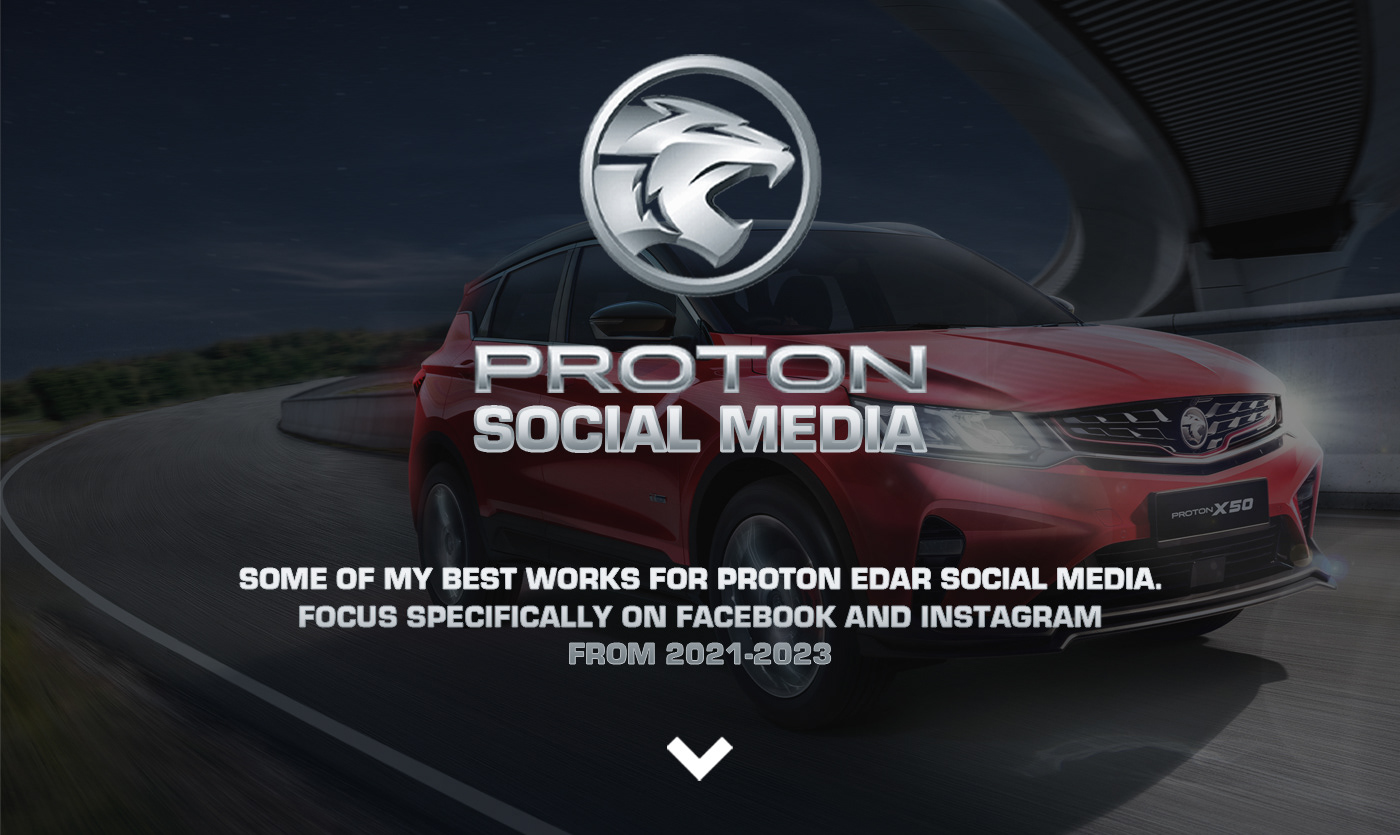 PROTON
SOCIAL MEDIA
PROTON X50
SOME OF MY BEST WORKS FOR PROTON EDAR SOCIAL MEDIA.
FOCUS SPECIFICALLY ON FACEBOOK AND INSTAGRAM
FROM 2021-2023